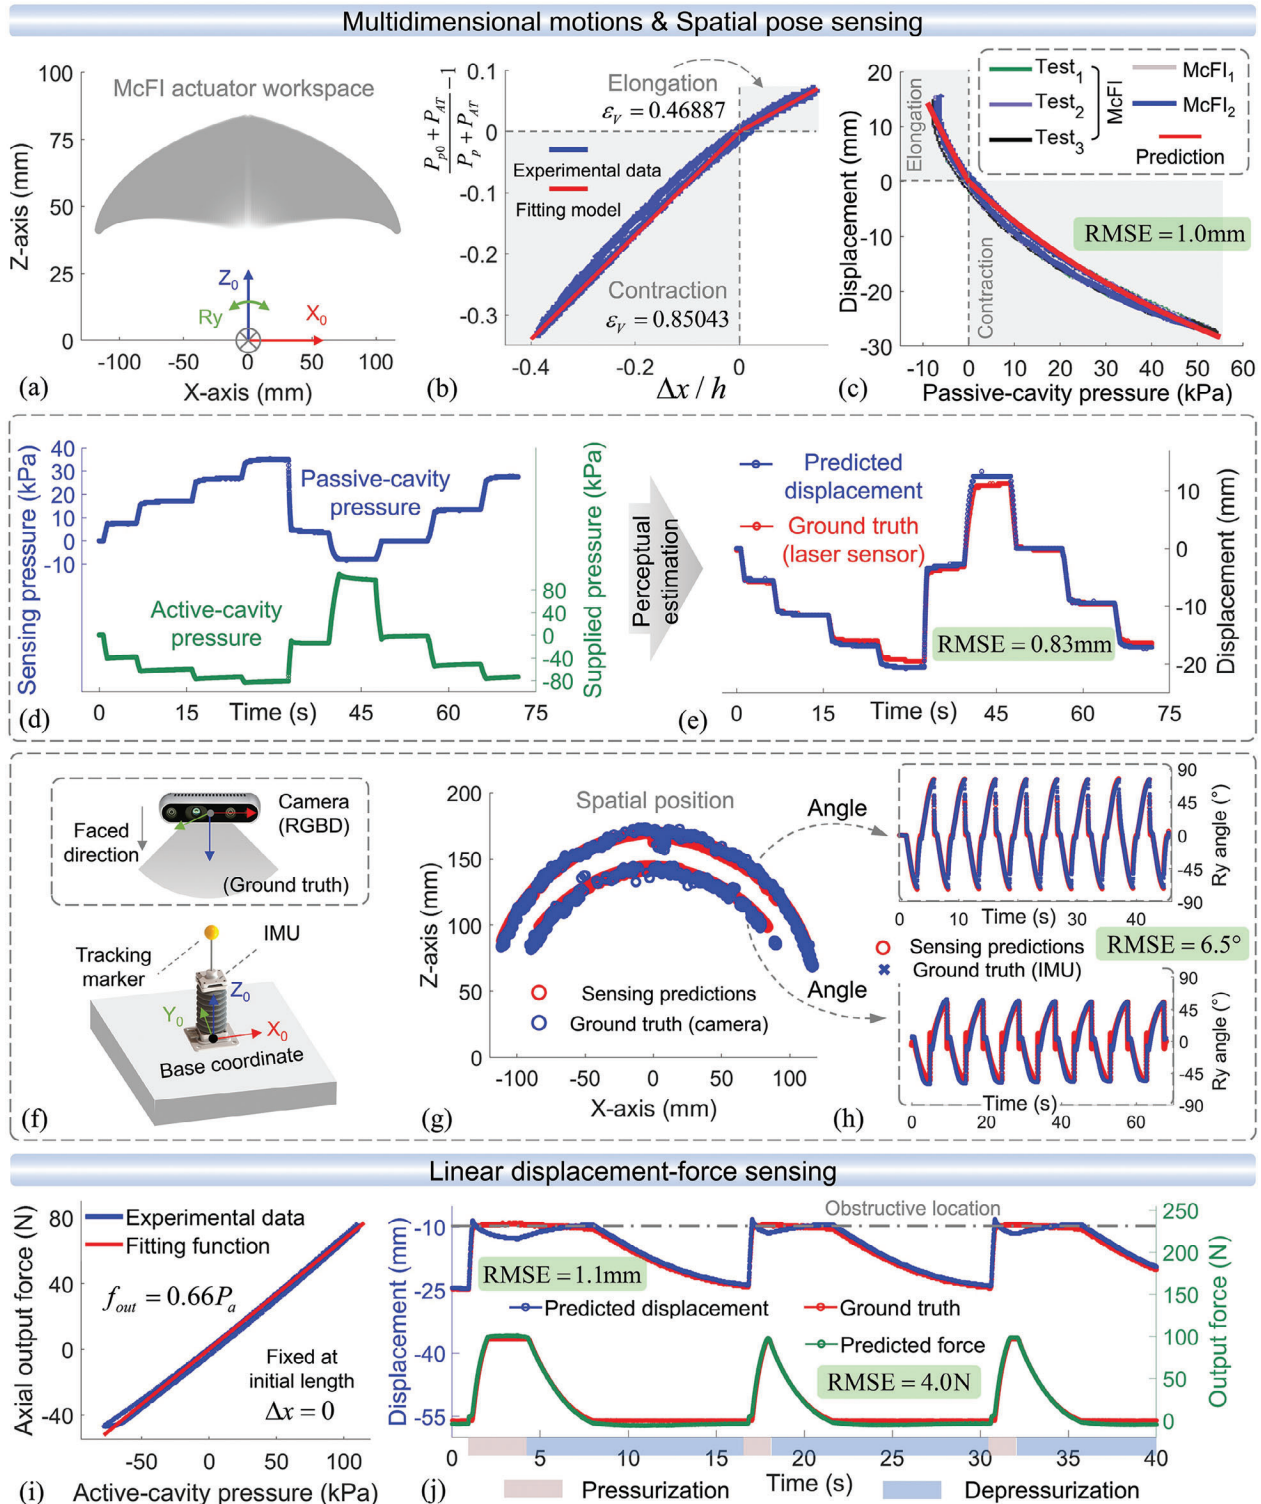 Multidimensional motions & Spatial pose sensing
McFI actuator workspace
Z-axis (mm)
100
75
50
25
0
Z₀
Ry
X₀
-100 -50 0 50 100
X-axis (mm)
(a)
(P_p0 + P_AT)/(P_p + P_AT) − 1
0.1
0
-0.1
-0.2
-0.3
Elongation
ε_V = 0.46887
Experimental data
Fitting model
Contraction
ε_V = 0.85043
-0.4 -0.2 0
Δx / h
(b)
Displacement (mm)
20
10
0
-10
-20
-30
Elongation
Contraction
Test₁
Test₂
Test₃
McFI
McFI₁
McFI₂
Prediction
RMSE = 1.0mm
-10 0 10 20 30 40 50 60
Passive-cavity pressure (kPa)
(c)
Sensing pressure (kPa)
40
30
20
10
0
-10
Passive-cavity
pressure
Active-cavity
pressure
Supplied pressure (kPa)
80
40
0
-40
-80
0 15 Time (s) 45 60 75
(d)
Perceptual
estimation
Predicted
displacement
Ground truth
(laser sensor)
RMSE = 0.83mm
Displacement (mm)
10
0
-10
-20
0 15 Time (s) 45 60 75
(e)
Camera
(RGBD)
Faced
direction
(Ground truth)
Tracking
marker
IMU
Z₀
Y₀
X₀
Base coordinate
(f)
Z-axis (mm)
200
150
100
50
0
Spatial position
Sensing predictions
Ground truth (camera)
-100 -50 0 50 100
X-axis (mm)
(g)
Angle
Angle
90
45
0
-45
-90
Ry angle (°)
0 10 20 30 40
Time (s)
Sensing predictions
Ground truth (IMU)
RMSE = 6.5°
90
45
0
-45
-90
Ry angle (°)
Time (s)
0 20 40 60
(h)
Linear displacement-force sensing
Axial output force (N)
80
40
0
-40
Experimental data
Fitting function
f_out = 0.66P_a
Fixed at
initial length
Δx = 0
-50 0 50 100
(i) Active-cavity pressure (kPa)
Displacement (mm)
-10
-25
-40
-55
Obstructive location
RMSE = 1.1mm
Predicted displacement
Ground truth
Predicted force
RMSE = 4.0N
Output force (N)
250
200
150
100
50
0
0 5 10 15 20 25 30 35 40
Time (s)
(j)
Pressurization
Depressurization